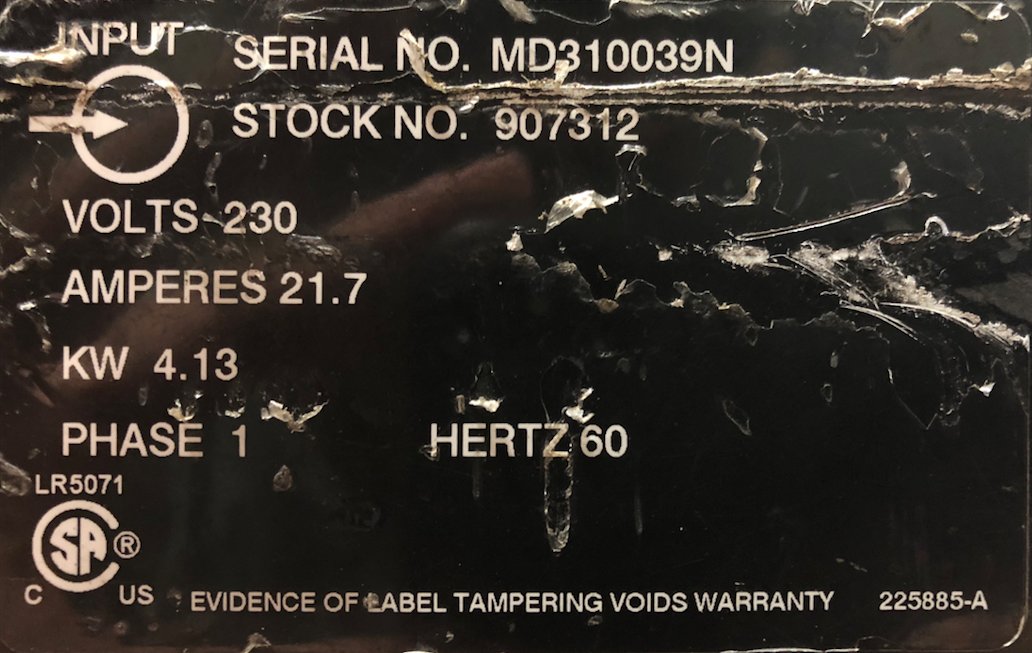 INPUT
SERIAL NO. MD310039N
STOCK NO. 907312
VOLTS 230
AMPERES 21.7
KW 4.13
PHASE 1 HERTZ 60
LR5071
SA ®
C US
EVIDENCE OF LABEL TAMPERING VOIDS WARRANTY 225885-A